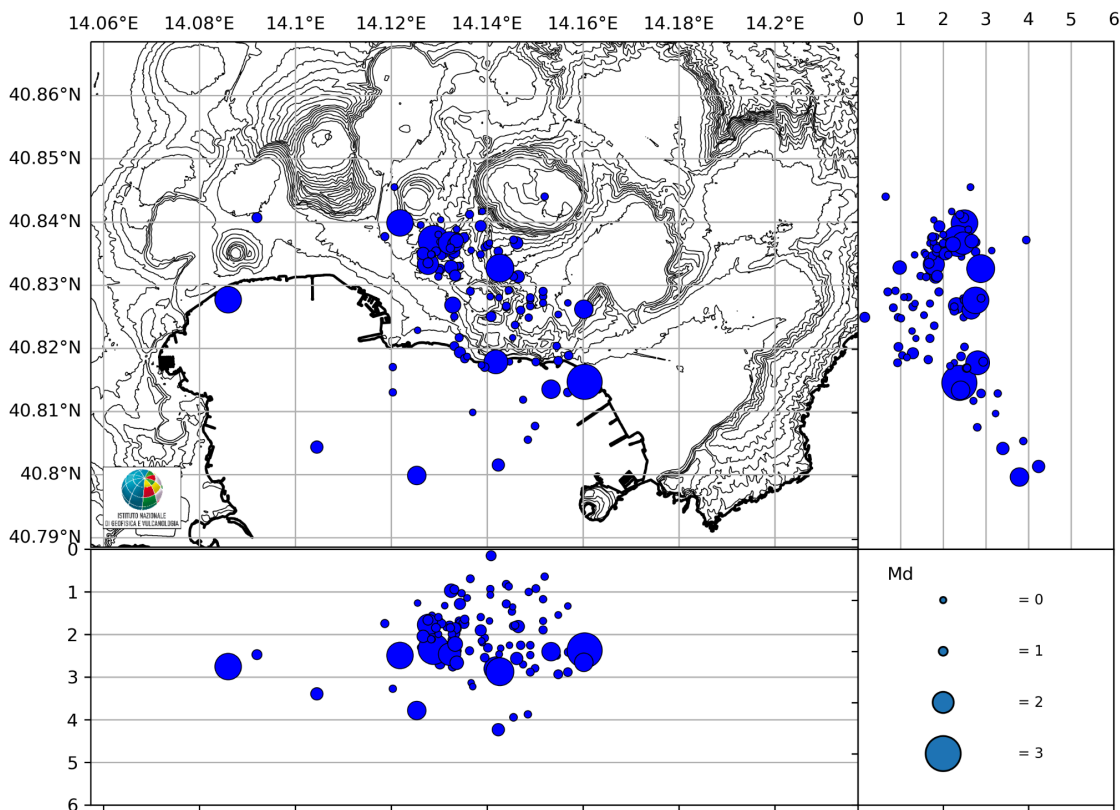 14.06°E 14.08°E 14.1°E 14.12°E 14.14°E 14.16°E 14.18°E 14.2°E 0 1 2 3 4 5 6
40.86°N
40.85°N
40.84°N
40.83°N
40.82°N
40.81°N
40.8°N
40.79°N
ISTITUTO NAZIONALE
DI GEOFISICA E VULCANOLOGIA
0
1
2
3
4
5
6
Md
= 0
= 1
= 2
= 3